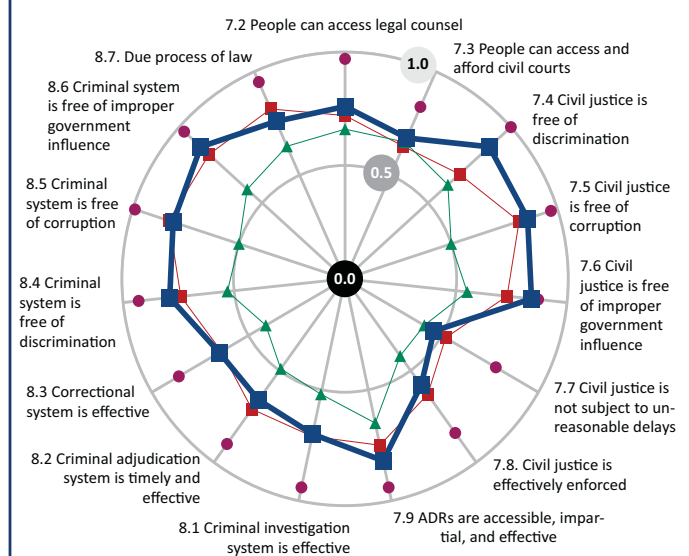 7.2 People can access legal counsel
1.0
7.3 People can access and
afford civil courts
7.4 Civil justice is
free of
discrimination
7.5 Civil justice
is free of
corruption
7.6 Civil
justice is free
of improper
government
influence
7.7 Civil justice is
not subject to un-
reasonable delays
7.8. Civil justice is
effectively enforced
7.9 ADRs are accessible, impar-
tial, and effective
8.1 Criminal investigation
system is effective
8.2 Criminal adjudication
system is timely and
effective
8.3 Correctional
system is effective
8.4 Criminal
system is
free of
discrimination
8.5 Criminal
system is free
of corruption
8.6 Criminal system
is free of improper
government
influence
8.7. Due process of law
0.5
0.0